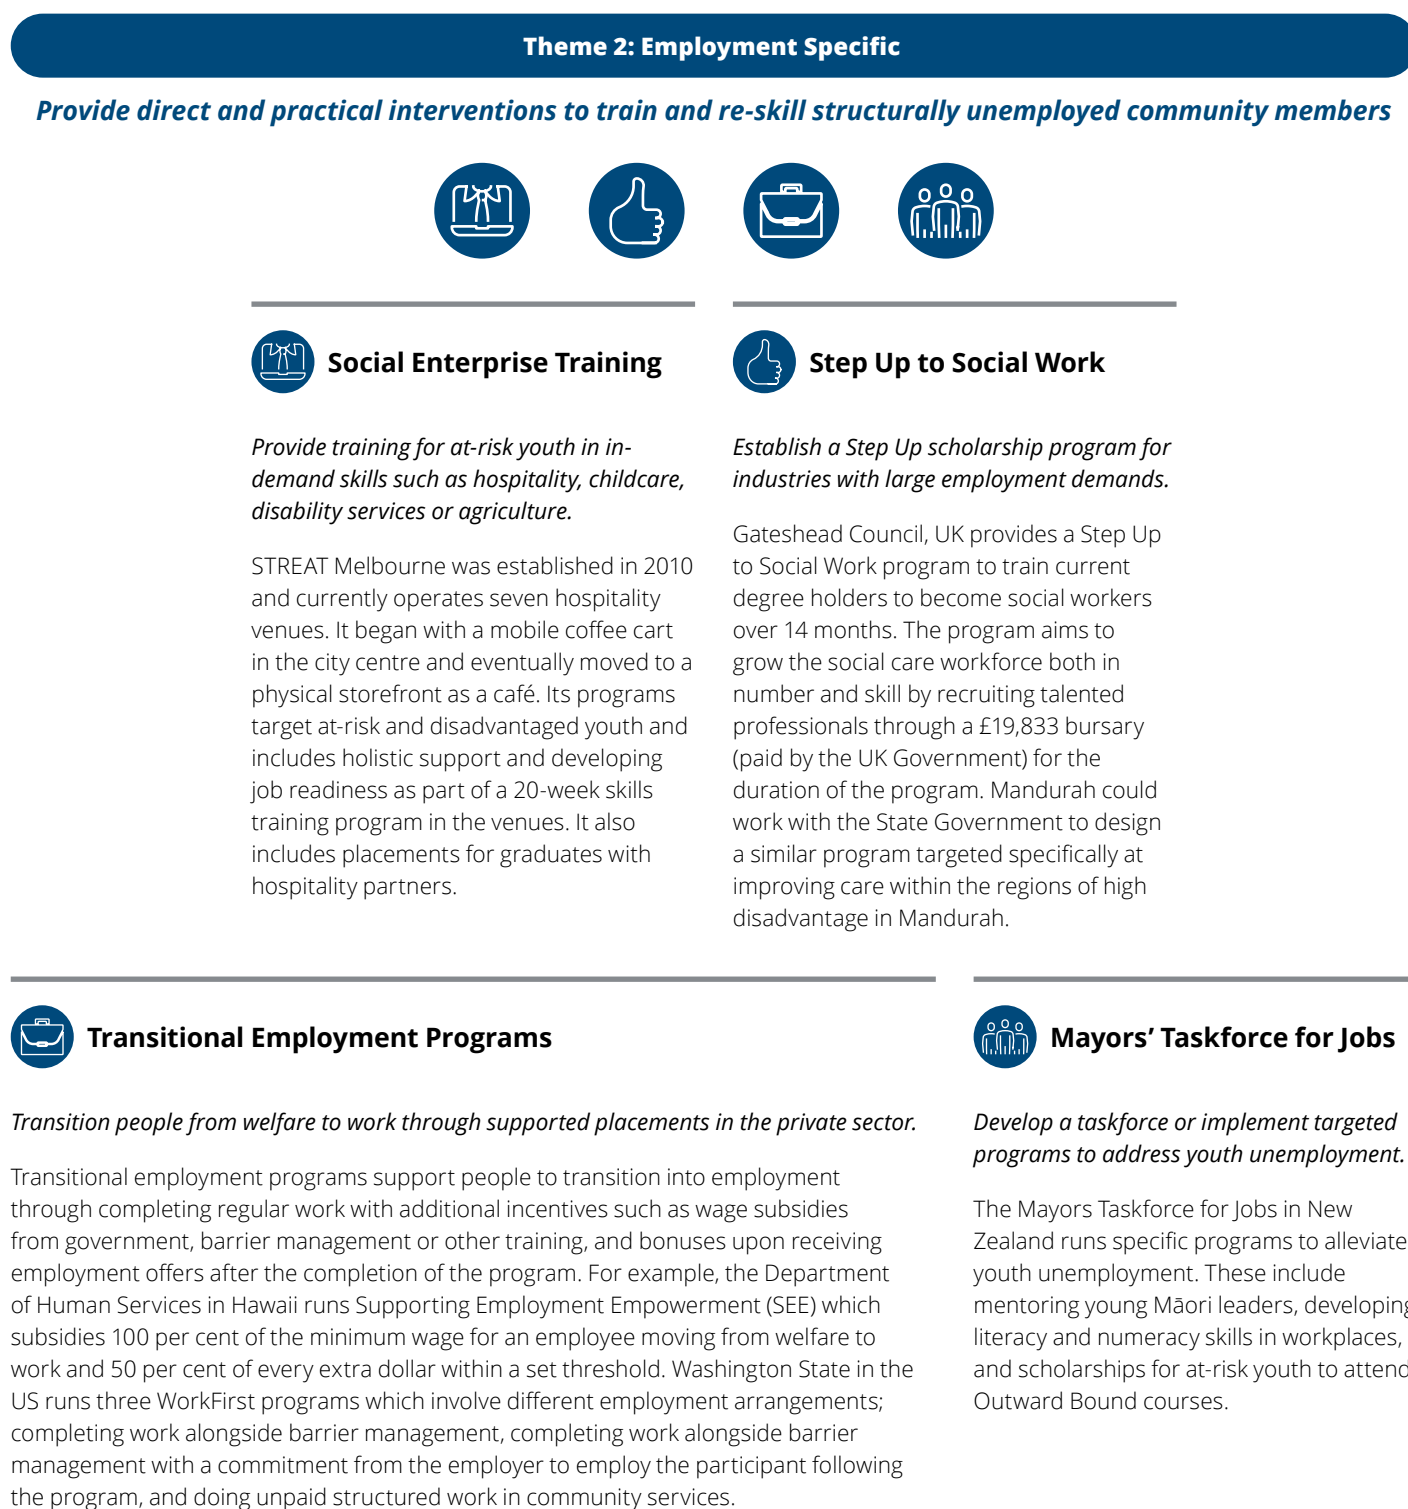 Theme 2: Employment Specific
Provide direct and practical interventions to train and re-skill structurally unemployed community members
Social Enterprise Training
Provide training for at-risk youth in in-
demand skills such as hospitality, childcare,
disability services or agriculture.
STREAT Melbourne was established in 2010
and currently operates seven hospitality
venues. It began with a mobile coffee cart
in the city centre and eventually moved to a
physical storefront as a café. Its programs
target at-risk and disadvantaged youth and
includes holistic support and developing
job readiness as part of a 20-week skills
training program in the venues. It also
includes placements for graduates with
hospitality partners.
Step Up to Social Work
Establish a Step Up scholarship program for
industries with large employment demands.
Gateshead Council, UK provides a Step Up
to Social Work program to train current
degree holders to become social workers
over 14 months. The program aims to
grow the social care workforce both in
number and skill by recruiting talented
professionals through a £19,833 bursary
(paid by the UK Government) for the
duration of the program. Mandurah could
work with the State Government to design
a similar program targeted specifically at
improving care within the regions of high
disadvantage in Mandurah.
Transitional Employment Programs
Transition people from welfare to work through supported placements in the private sector.
Transitional employment programs support people to transition into employment
through completing regular work with additional incentives such as wage subsidies
from government, barrier management or other training, and bonuses upon receiving
employment offers after the completion of the program. For example, the Department
of Human Services in Hawaii runs Supporting Employment Empowerment (SEE) which
subsidies 100 per cent of the minimum wage for an employee moving from welfare to
work and 50 per cent of every extra dollar within a set threshold. Washington State in the
US runs three WorkFirst programs which involve different employment arrangements;
completing work alongside barrier management, completing work alongside barrier
management with a commitment from the employer to employ the participant following
the program, and doing unpaid structured work in community services.
Mayors’ Taskforce for Jobs
Develop a taskforce or implement targeted
programs to address youth unemployment.
The Mayors Taskforce for Jobs in New
Zealand runs specific programs to alleviate
youth unemployment. These include
mentoring young Māori leaders, developing
literacy and numeracy skills in workplaces,
and scholarships for at-risk youth to attend
Outward Bound courses.